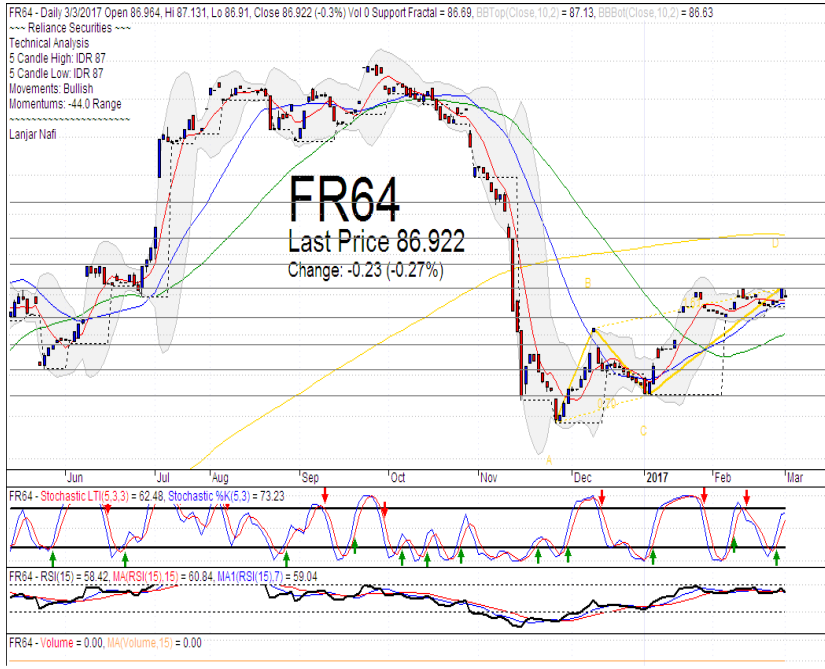 FR64 - Daily 3/3/2017 Open 86.964, Hi 87.131, Lo 86.91, Close 86.922 (-0.3%) Vol 0 Support Fractal = 86.69, BBTop(Close,10,2) = 87.13, BBBot(Close,10,2) = 86.63
~~~ Reliance Securities ~~~
Technical Analysis
5 Candle High: IDR 87
5 Candle Low: IDR 87
Movements: Bullish
Momentums: -44.0 Range
~~~~~~~~~~~~~~~~~~~~~
Lanjar Nafi
FR64
Last Price 86.922
Change: -0.23 (-0.27%)
D
B
0.70
C
A
Jun Jul Aug Sep Oct Nov Dec 2017 Feb Mar
FR64 - Stochastic LTI(5,3,3) = 62.48, Stochastic %K(5,3) = 73.23
FR64 - RSI(15) = 58.42, MA(RSI(15),15) = 60.84, MA1(RSI(15),7) = 59.04
FR64 - Volume = 0.00, MA(Volume,15) = 0.00